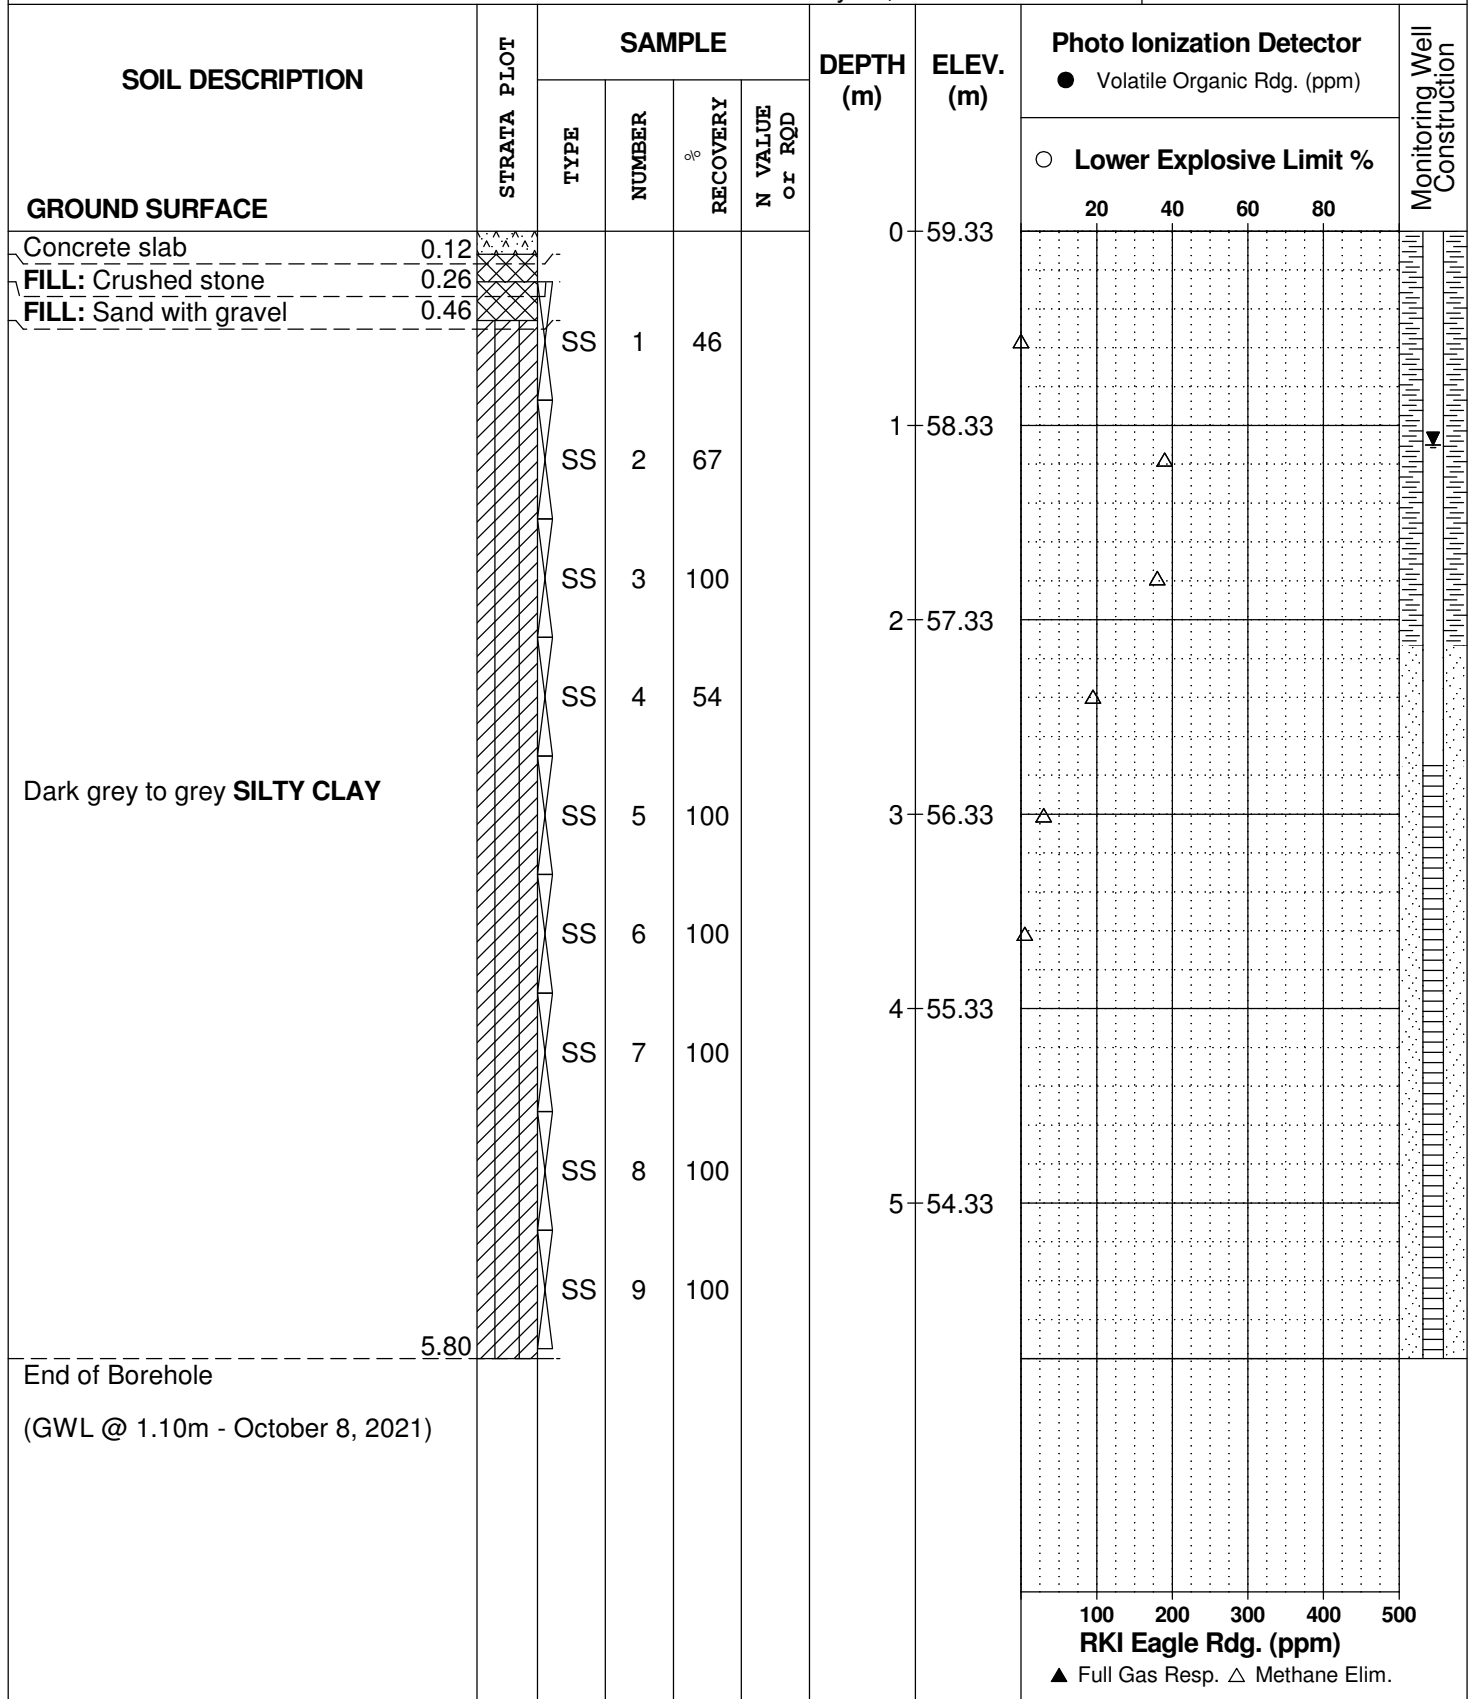 SOIL DESCRIPTION
GROUND SURFACE
STRATA PLOT
SAMPLE
TYPE
NUMBER
% RECOVERY
N VALUE or RQD
DEPTH (m)
ELEV. (m)
Photo Ionization Detector
● Volatile Organic Rdg. (ppm)
○ Lower Explosive Limit %
20 40 60 80
Monitoring Well Construction
0 59.33
Concrete slab 0.12
FILL: Crushed stone 0.26
FILL: Sand with gravel 0.46
SS 1 46
1 58.33
SS 2 67
SS 3 100
2 57.33
SS 4 54
Dark grey to grey SILTY CLAY
SS 5 100
3 56.33
SS 6 100
4 55.33
SS 7 100
SS 8 100
5 54.33
SS 9 100
5.80
End of Borehole
(GWL @ 1.10m - October 8, 2021)
100 200 300 400 500
RKI Eagle Rdg. (ppm)
▲ Full Gas Resp. △ Methane Elim.